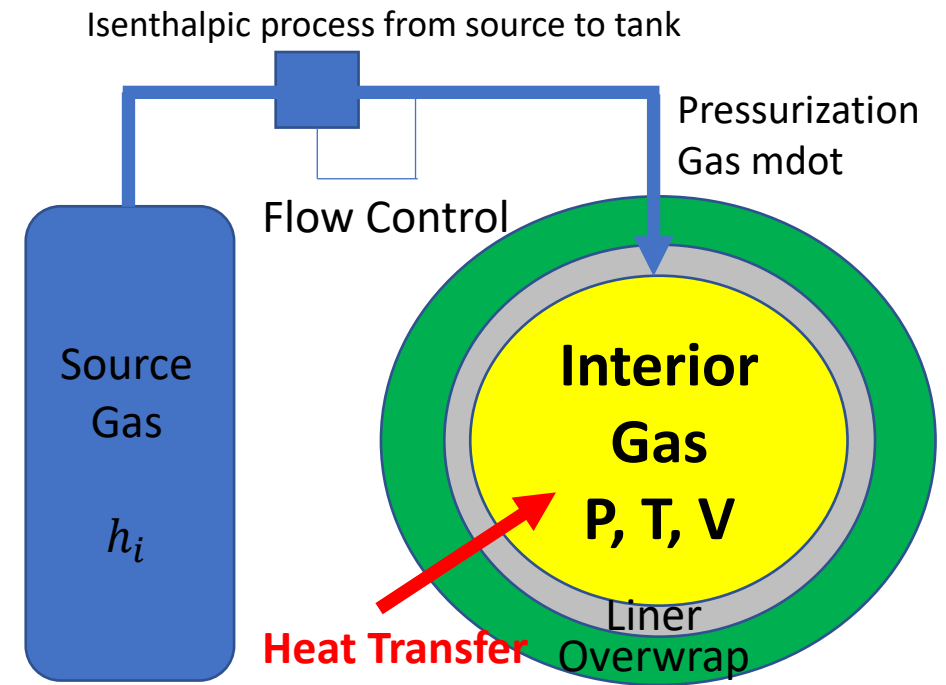 Isenthalpic process from source to tank
Pressurization
Gas mdot
Flow Control
Source
Gas
h_i
Interior
Gas
P, T, V
Liner
Heat Transfer
Overwrap